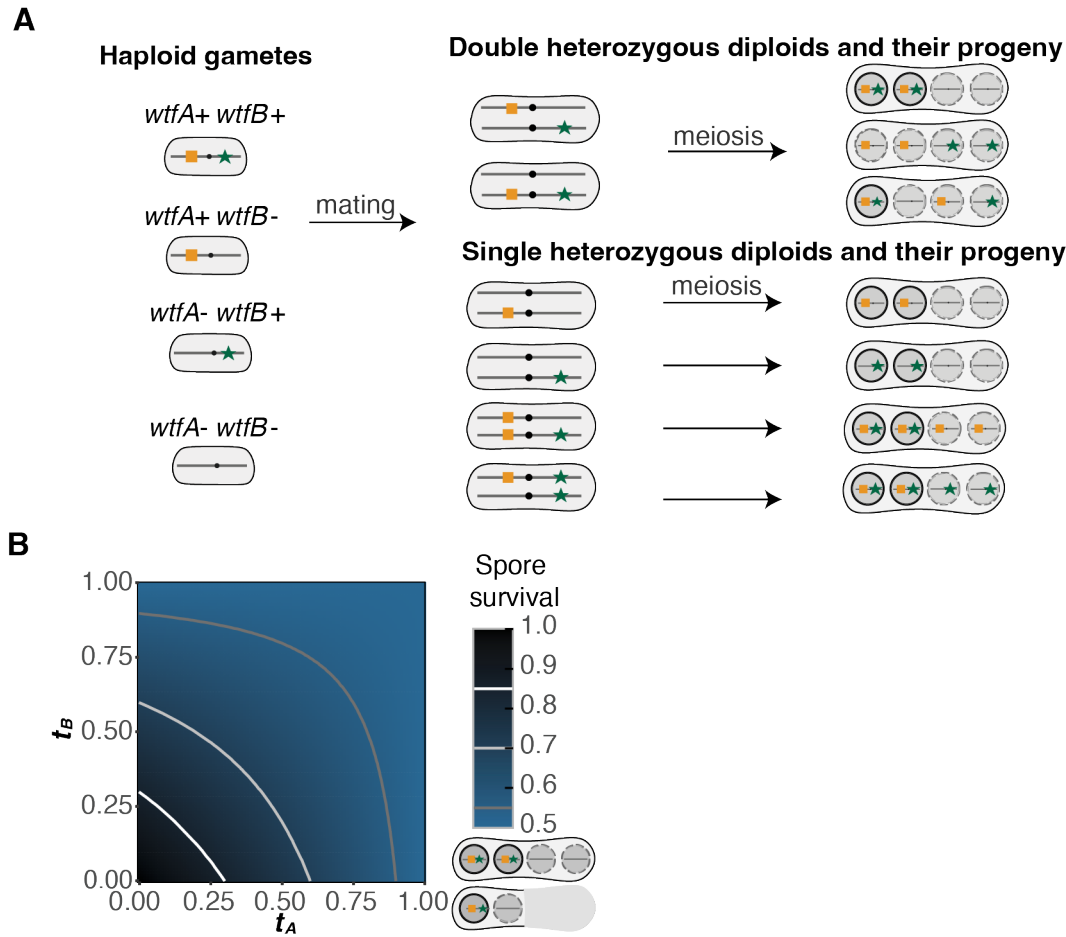 A
Haploid gametes
wtfA+ wtfB+
wtfA+ wtfB-
wtfA- wtfB+
wtfA- wtfB-
mating
Double heterozygous diploids and their progeny
meiosis
Single heterozygous diploids and their progeny
meiosis
B
1.00
0.75
0.50
0.25
0.00
tB
0.00 0.25 0.50 0.75 1.00
tA
Spore
survival
1.0
0.9
0.8
0.7
0.6
0.5